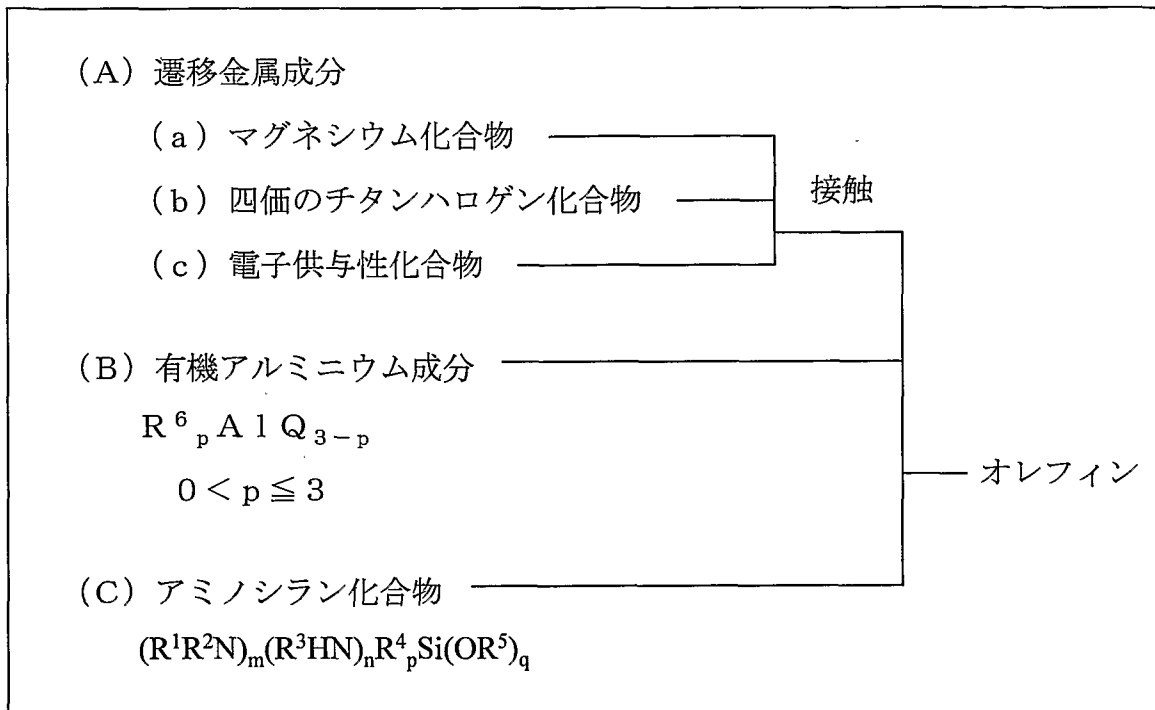 （A）遷移金属成分
（a）マグネシウム化合物
（b）四価のチタンハロゲン化合物
接触
（c）電子供与性化合物
（B）有機アルミニウム成分
R⁶ₚAlQ₃₋ₚ
0＜p≦3
オレフィン
（C）アミノシラン化合物
(R¹R²N)ₘ(R³HN)ₙR⁴ₚSi(OR⁵)q